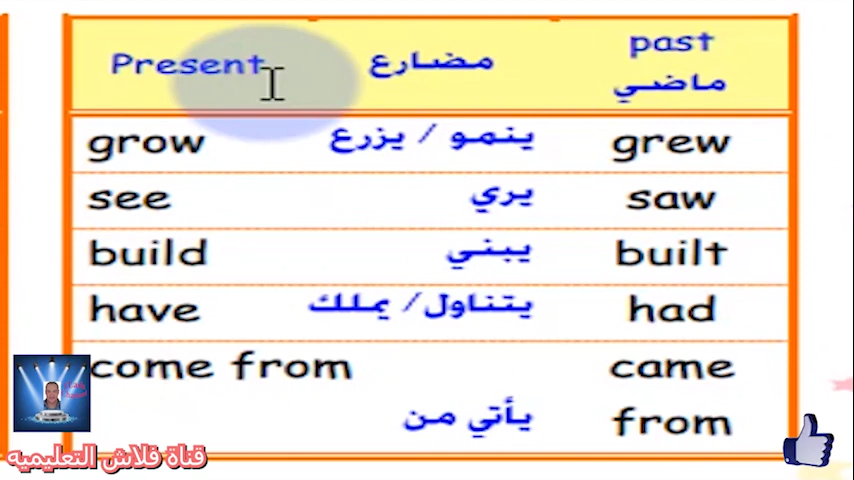 Present مضارع past
ماضي
grow ينمو / يزرع grew
see يري saw
build يبني built
have يتناول/ يملك had
come from came
يأتي من from
قناة فلاش التعليميه